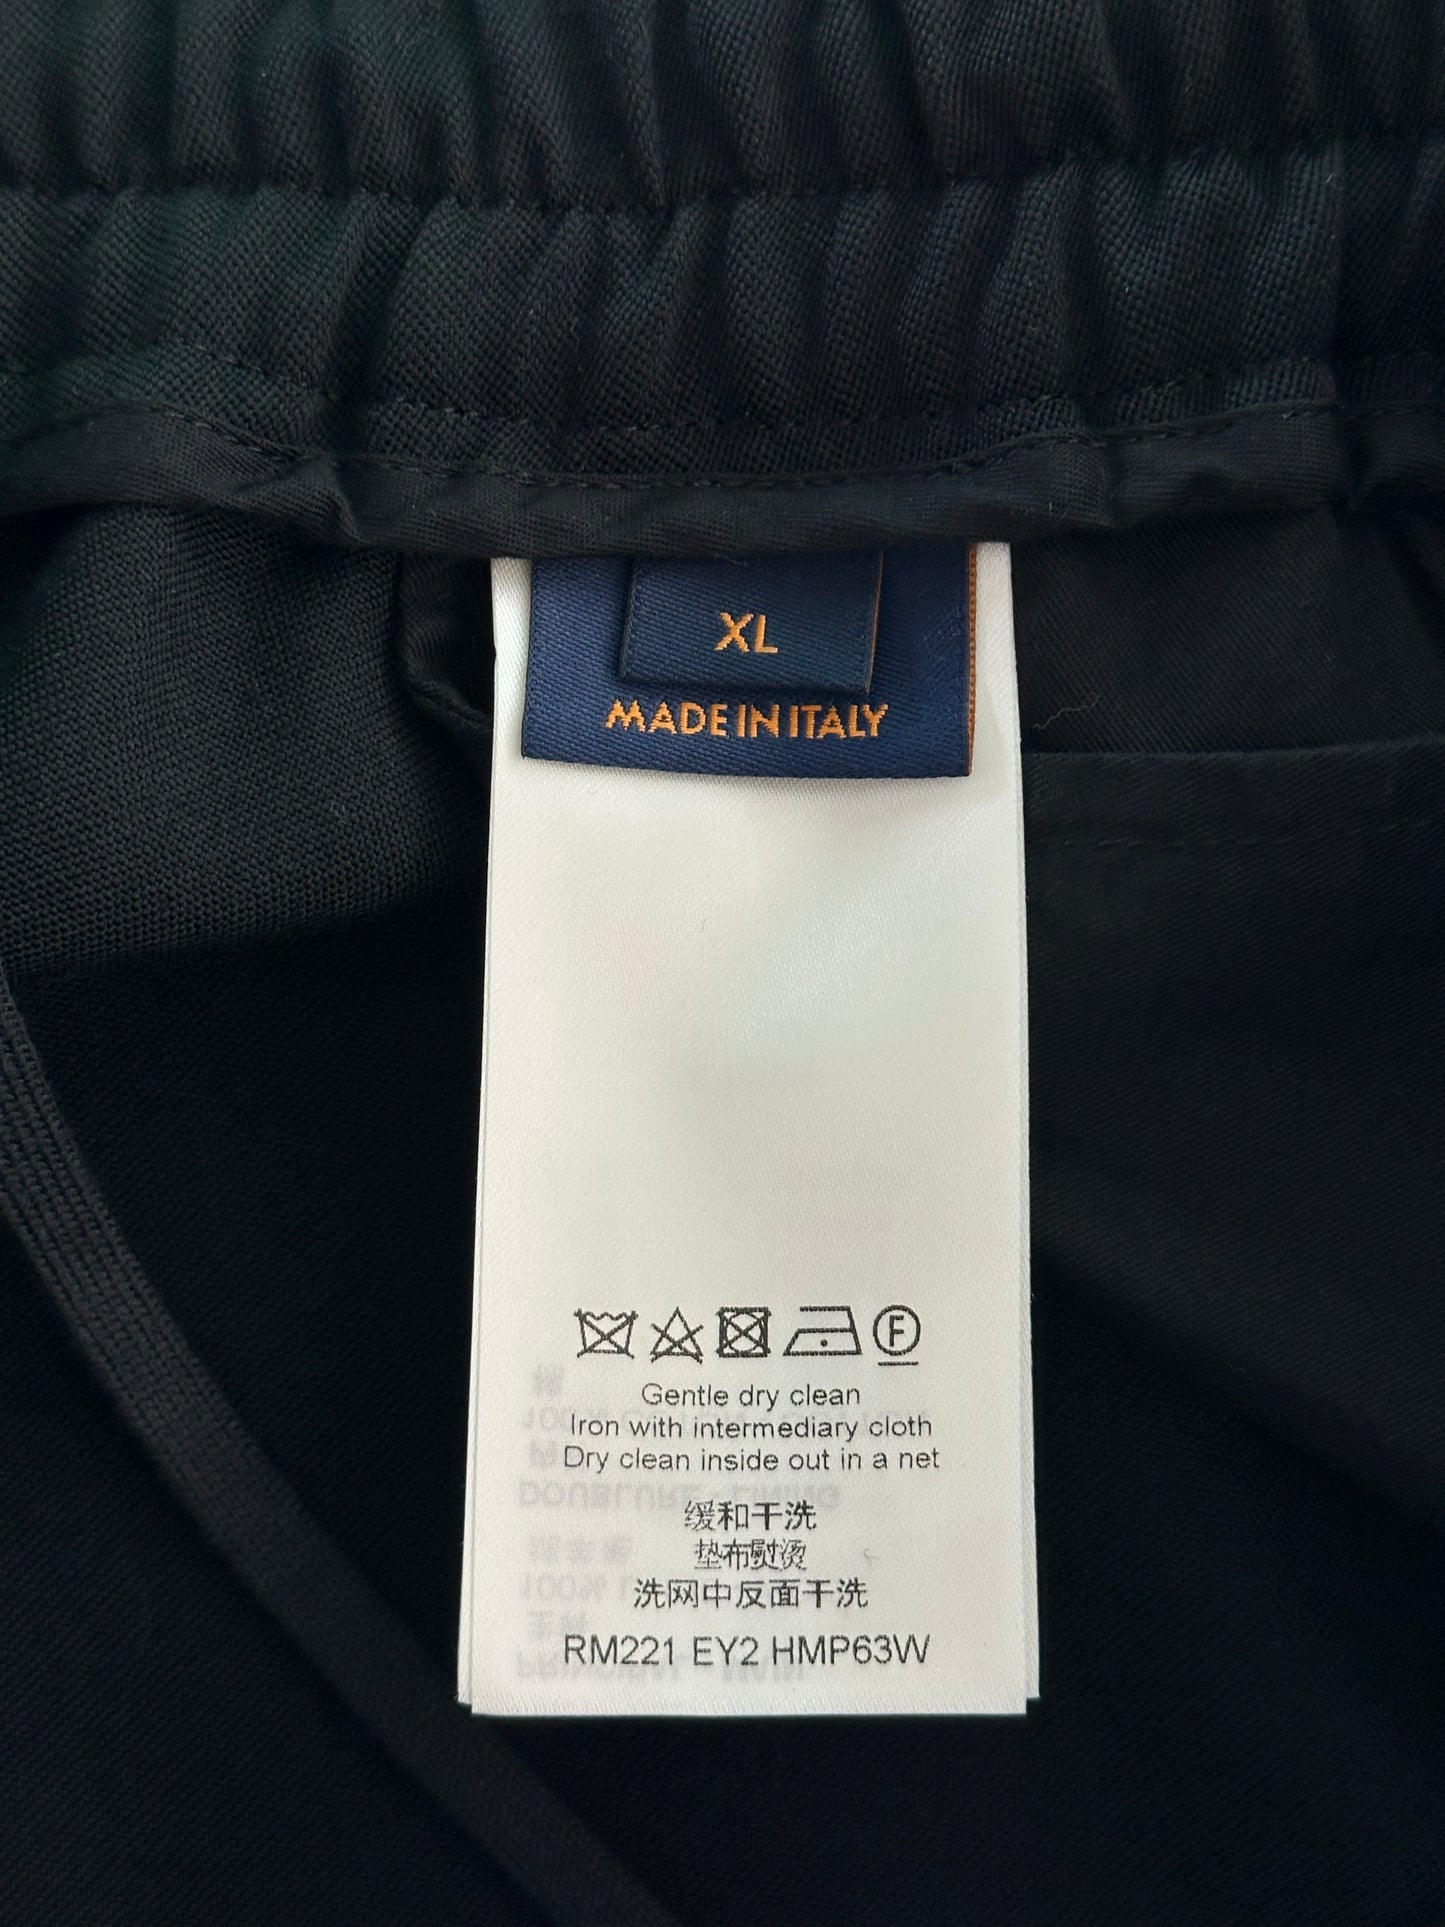 XL
MADE IN ITALY
F
Gentle dry clean
Iron with intermediary cloth
Dry clean inside out in a net
缓和干洗
垫布熨烫
洗网中反面干洗
RM221 EY2 HMP63W